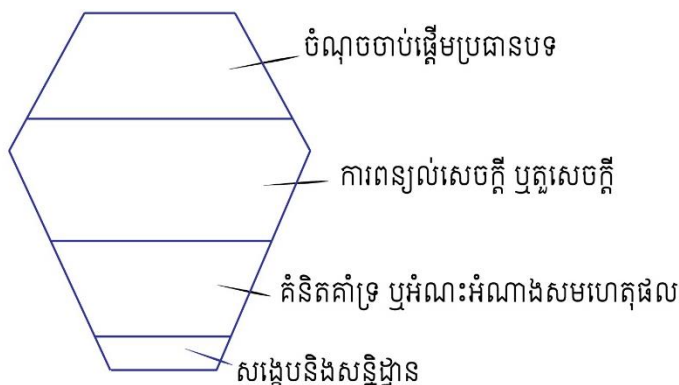 ចំណុចចាប់ផ្ដើមប្រធានបទ
ការពន្យល់សេចក្ដី ឬតួសេចក្ដី
គំនិតគាំទ្រ ឬអំណះអំណាងសមហេតុផល
សង្ខេបនិងសន្និដ្ឋាន